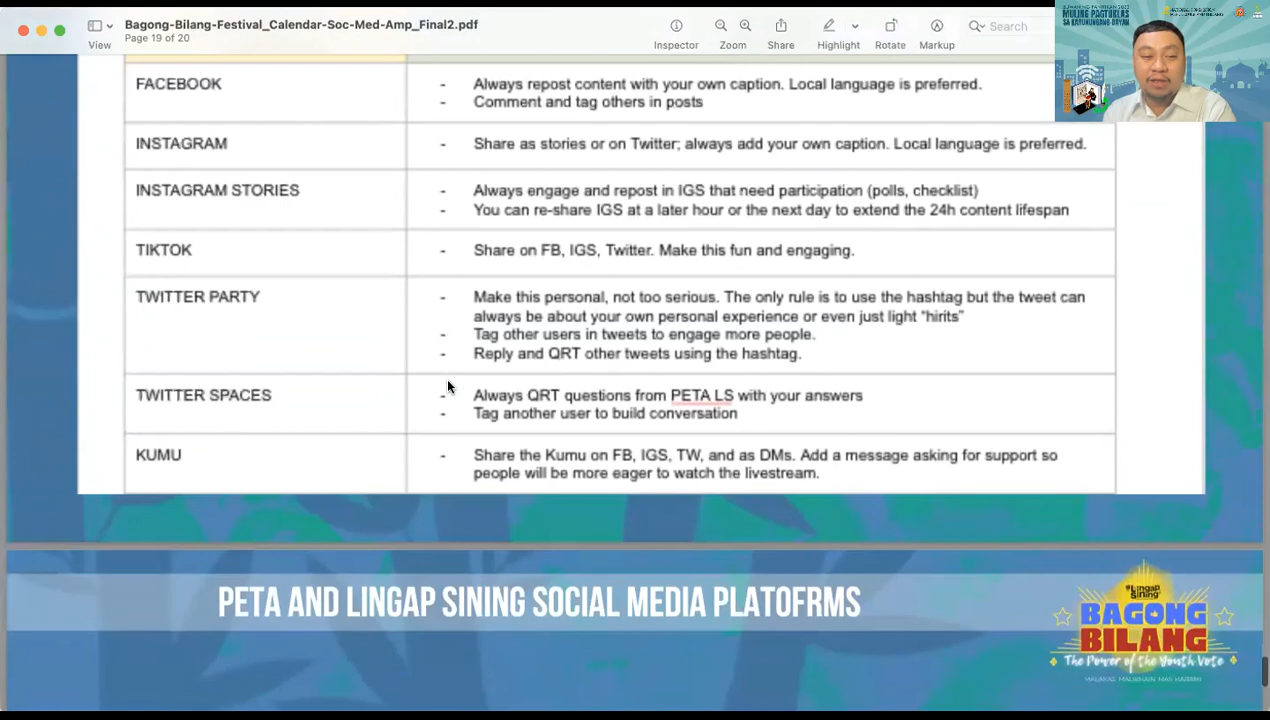 Bagong-Bilang-Festival_Calendar-Soc-Med-Amp_Final2.pdf
Page 19 of 20
View
Inspector
Zoom
Share
Highlight
Rotate
Markup
Search
MULING PAGTUKLAS
FACEBOOK
- Always repost content with your own caption. Local language is preferred.
- Comment and tag others in posts
INSTAGRAM
- Share as stories or on Twitter; always add your own caption. Local language is preferred.
INSTAGRAM STORIES
- Always engage and repost in IGS that need participation (polls, checklist)
- You can re-share IGS at a later hour or the next day to extend the 24h content lifespan
TIKTOK
- Share on FB, IGS, Twitter. Make this fun and engaging.
TWITTER PARTY
- Make this personal, not too serious. The only rule is to use the hashtag but the tweet can
always be about your own personal experience or even just light “hirits”
- Tag other users in tweets to engage more people.
- Reply and QRT other tweets using the hashtag.
TWITTER SPACES
- Always QRT questions from PETA LS with your answers
- Tag another user to build conversation
KUMU
- Share the Kumu on FB, IGS, TW, and as DMs. Add a message asking for support so
people will be more eager to watch the livestream.
PETA AND LINGAP SINING SOCIAL MEDIA PLATOFRMS
#Lingap
Sining
BAGONG
BILANG
The Power of the Youth Vote